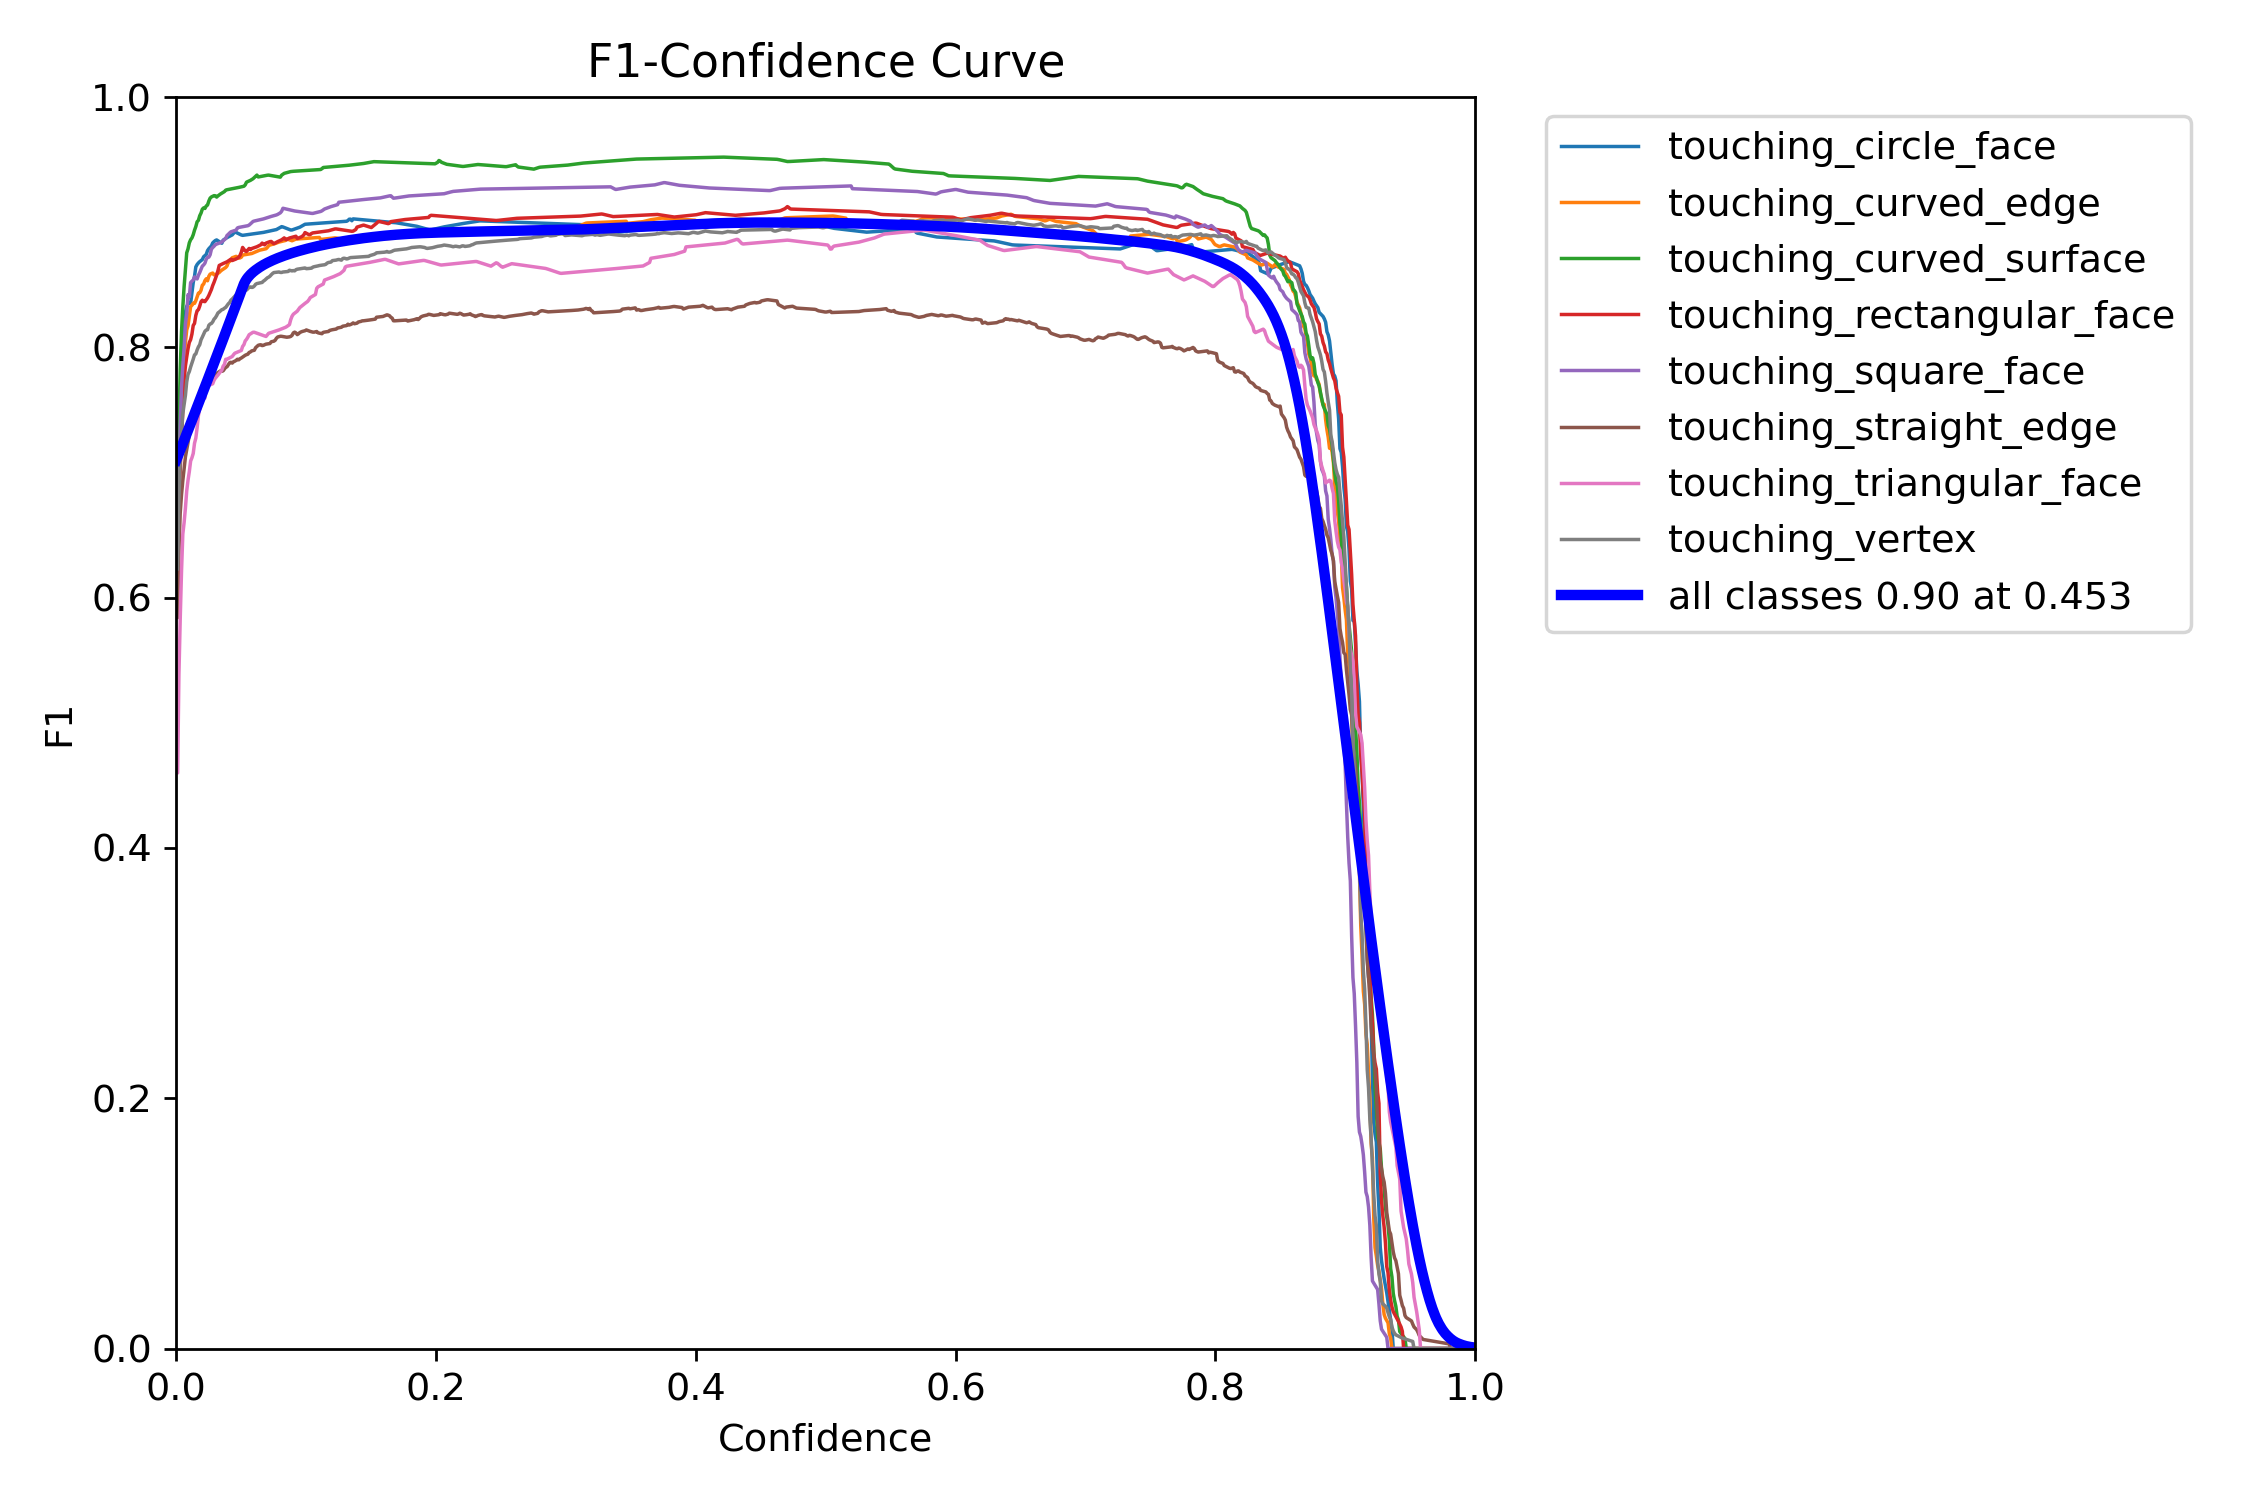 F1-Confidence Curve
1.0
0.8
0.6
0.4
0.2
0.0
F1
0.0 0.2 0.4 0.6 0.8 1.0
Confidence
touching_circle_face
touching_curved_edge
touching_curved_surface
touching_rectangular_face
touching_square_face
touching_straight_edge
touching_triangular_face
touching_vertex
all classes 0.90 at 0.453